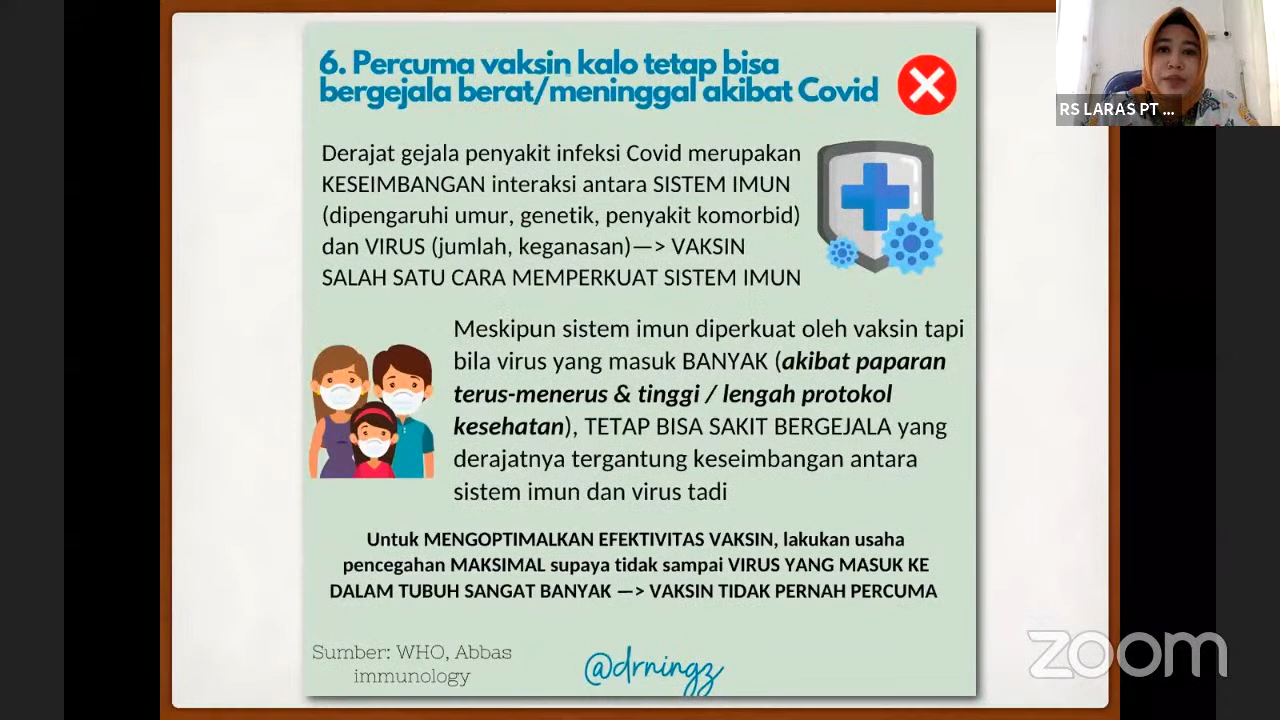 6. Percuma vaksin kalo tetap bisa
bergejala berat/meninggal akibat Covid
RS LARAS PT ...
Derajat gejala penyakit infeksi Covid merupakan
KESEIMBANGAN interaksi antara SISTEM IMUN
(dipengaruhi umur, genetik, penyakit komorbid)
dan VIRUS (jumlah, keganasan)—> VAKSIN
SALAH SATU CARA MEMPERKUAT SISTEM IMUN
Meskipun sistem imun diperkuat oleh vaksin tapi
bila virus yang masuk BANYAK (akibat paparan
terus-menerus & tinggi / lengah protokol
kesehatan), TETAP BISA SAKIT BERGEJALA yang
derajatnya tergantung keseimbangan antara
sistem imun dan virus tadi
Untuk MENGOPTIMALKAN EFEKTIVITAS VAKSIN, lakukan usaha
pencegahan MAKSIMAL supaya tidak sampai VIRUS YANG MASUK KE
DALAM TUBUH SANGAT BANYAK —> VAKSIN TIDAK PERNAH PERCUMA
Sumber: WHO, Abbas
immunology
@drningz
zoom